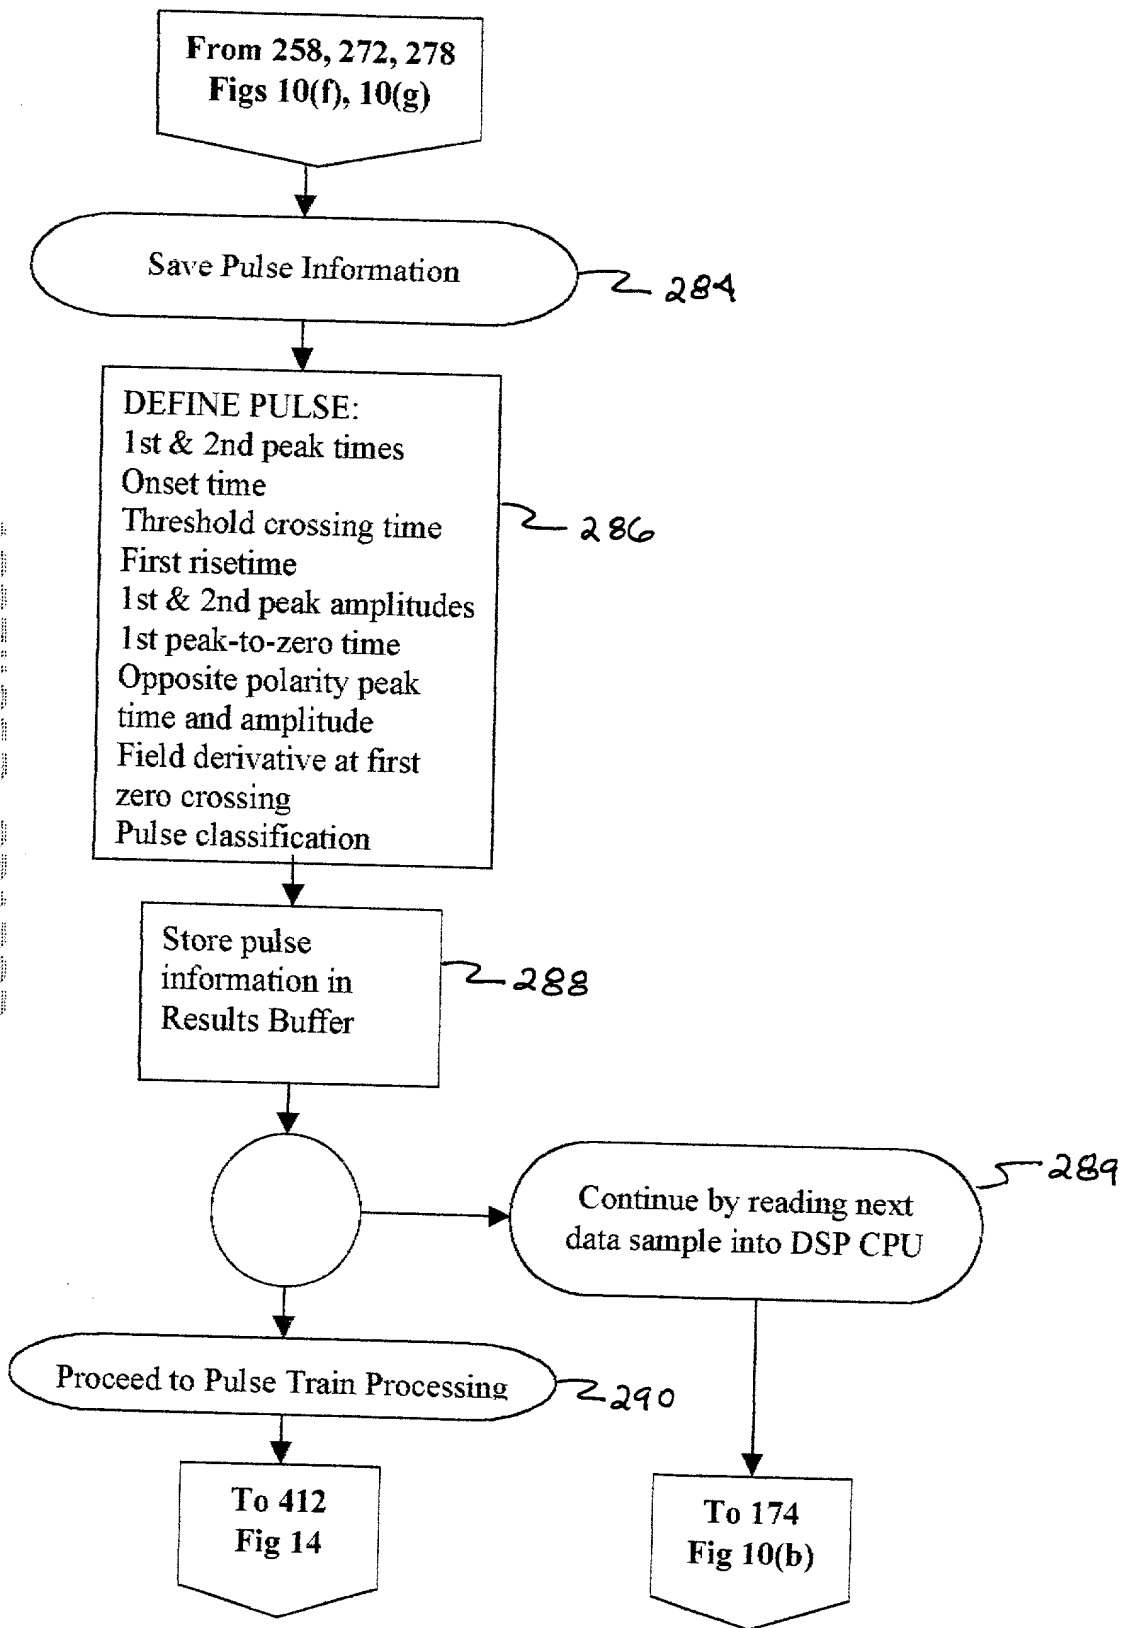 From 258, 272, 278
Figs 10(f), 10(g)
Save Pulse Information
284
DEFINE PULSE:
1st & 2nd peak times
Onset time
Threshold crossing time
First risetime
1st & 2nd peak amplitudes
1st peak-to-zero time
Opposite polarity peak
time and amplitude
Field derivative at first
zero crossing
Pulse classification
286
Store pulse
information in
Results Buffer
288
Continue by reading next
data sample into DSP CPU
289
Proceed to Pulse Train Processing
290
To 412
Fig 14
To 174
Fig 10(b)